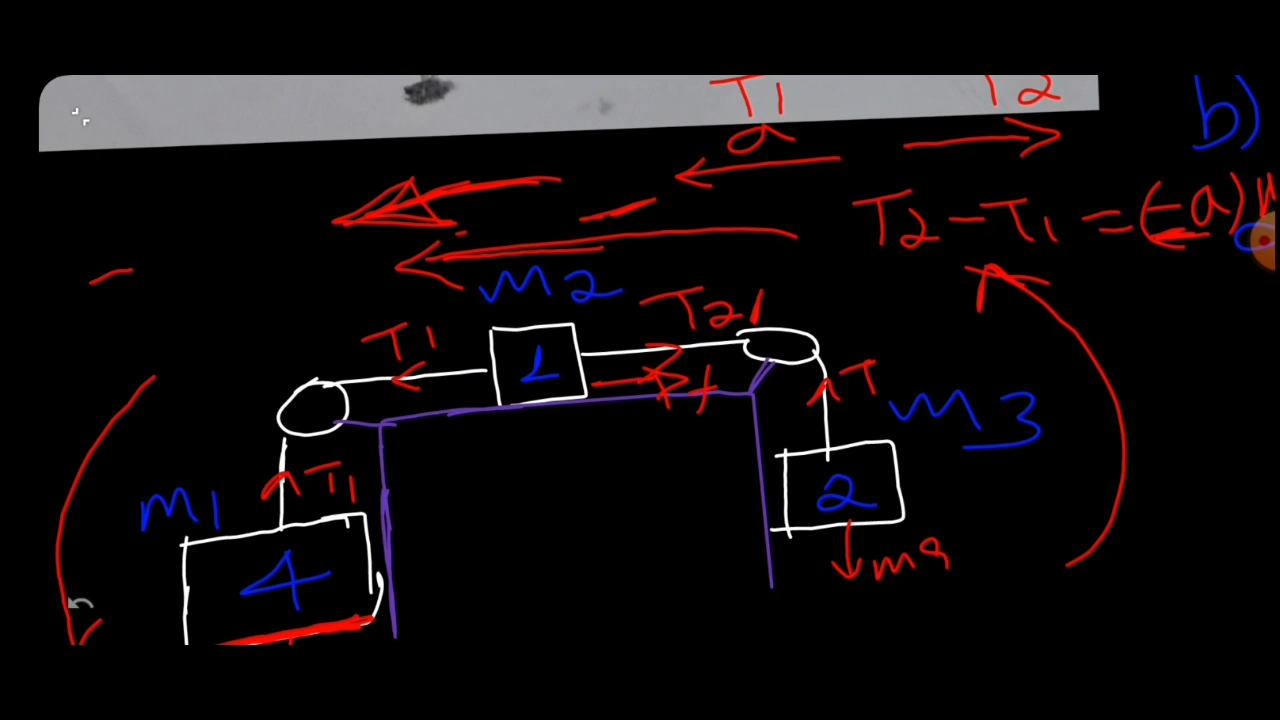 T1 T2 b)
a
T2 - T1 = (-a)
m2
T1 1 T21
f T
m3
m1 T1 2
4 mg